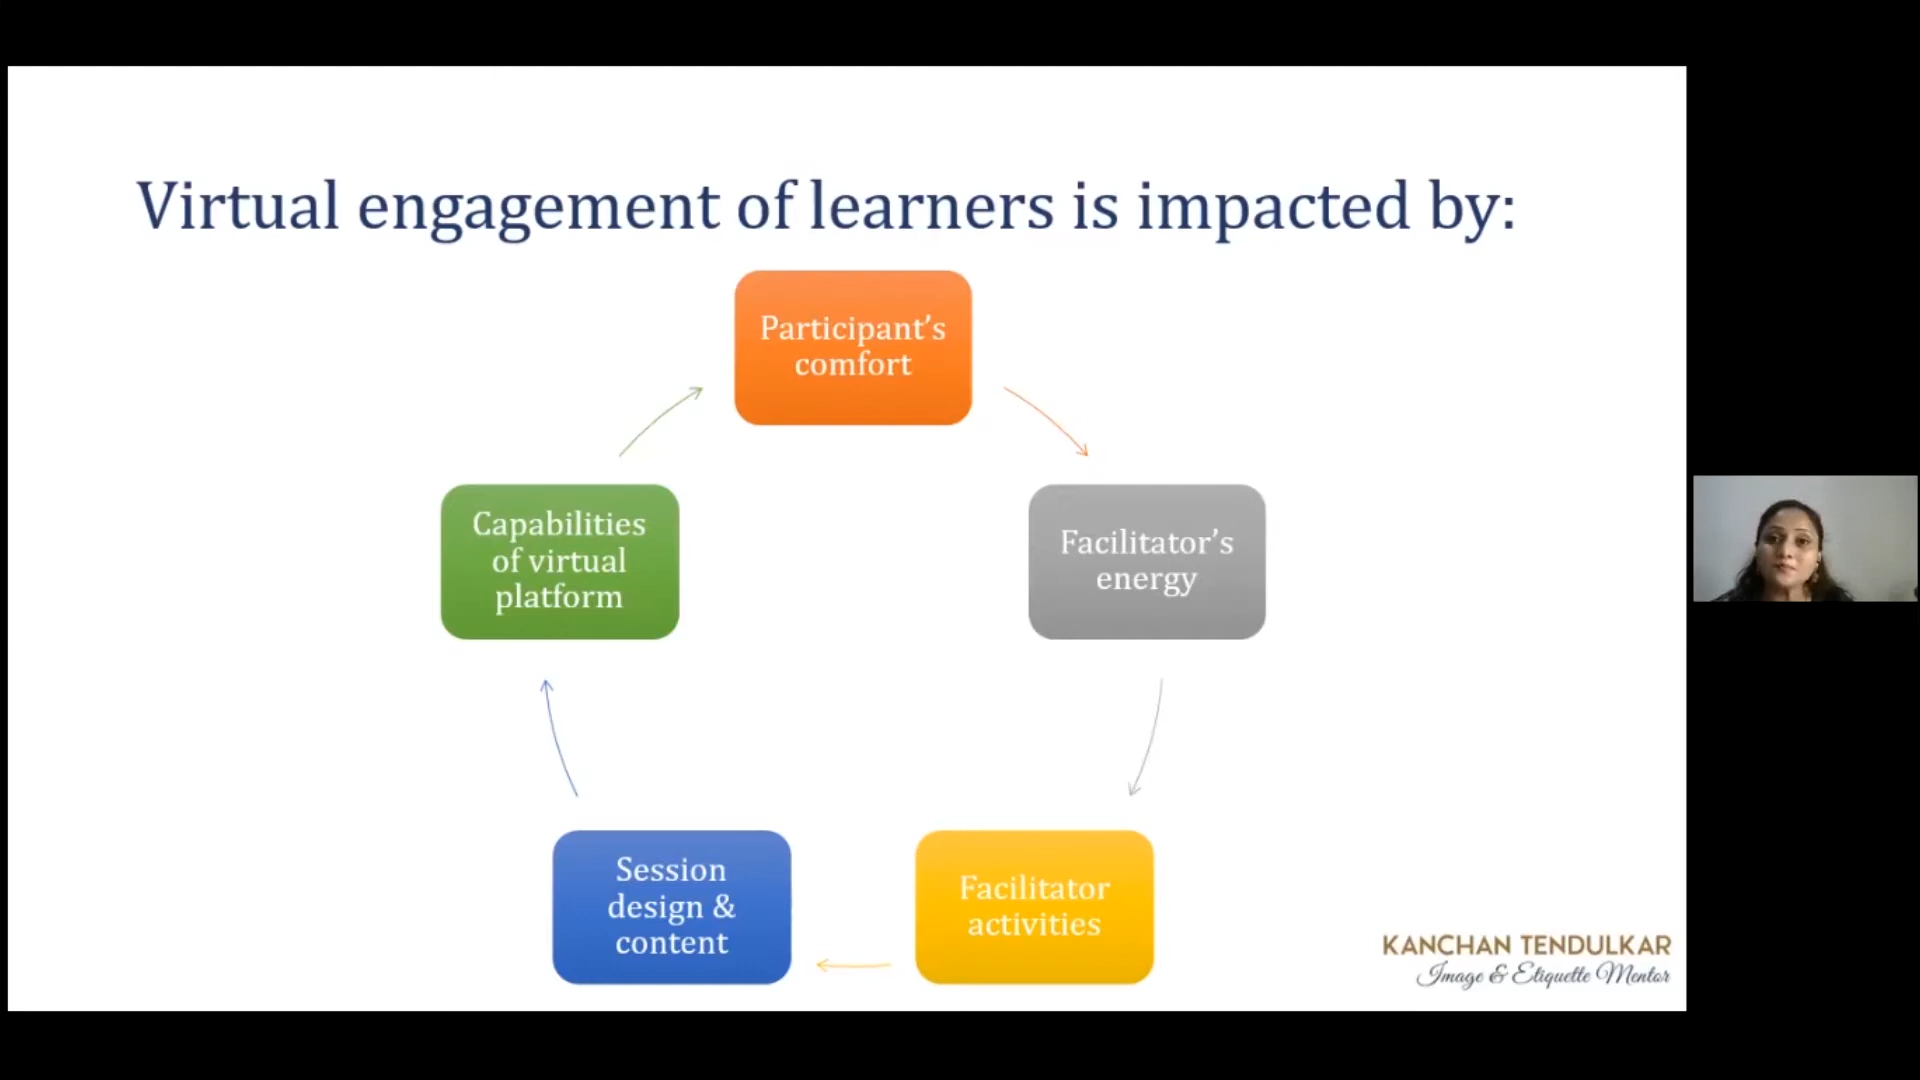 Virtual engagement of learners is impacted by:
Participant’s
comfort
Facilitator’s
energy
Facilitator
activities
Session
design &
content
Capabilities
of virtual
platform
KANCHAN TENDULKAR
Image & Etiquette Mentor